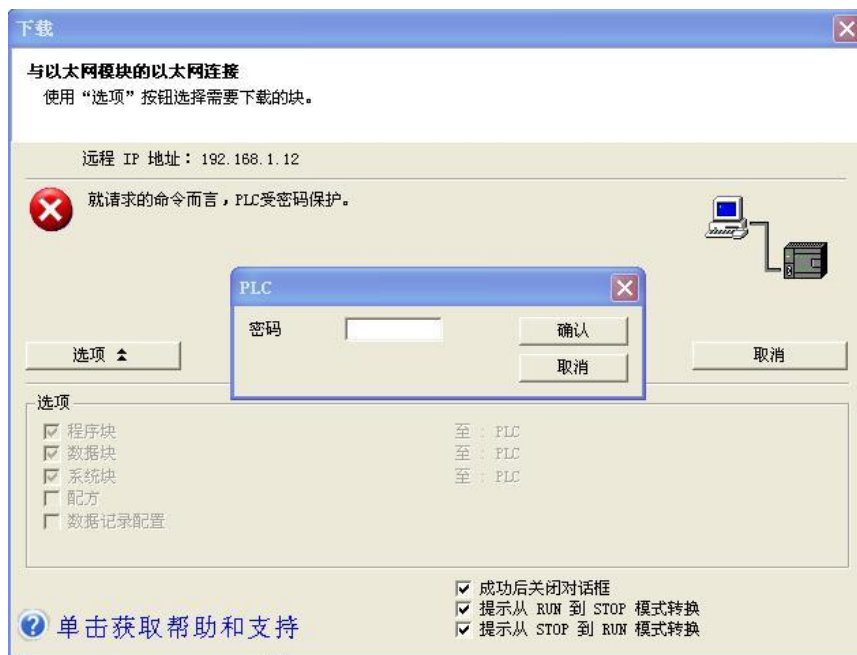 下载
与以太网模块的以太网连接
使用“选项”按钮选择需要下载的块。
远程 IP 地址：192.168.1.12
就请求的命令而言，PLC受密码保护。
PLC
密码
确认
取消
选项
取消
选项
程序块 至 : PLC
数据块 至 : PLC
系统块 至 : PLC
配方
数据记录配置
成功后关闭对话框
提示从 RUN 到 STOP 模式转换
提示从 STOP 到 RUN 模式转换
单击获取帮助和支持